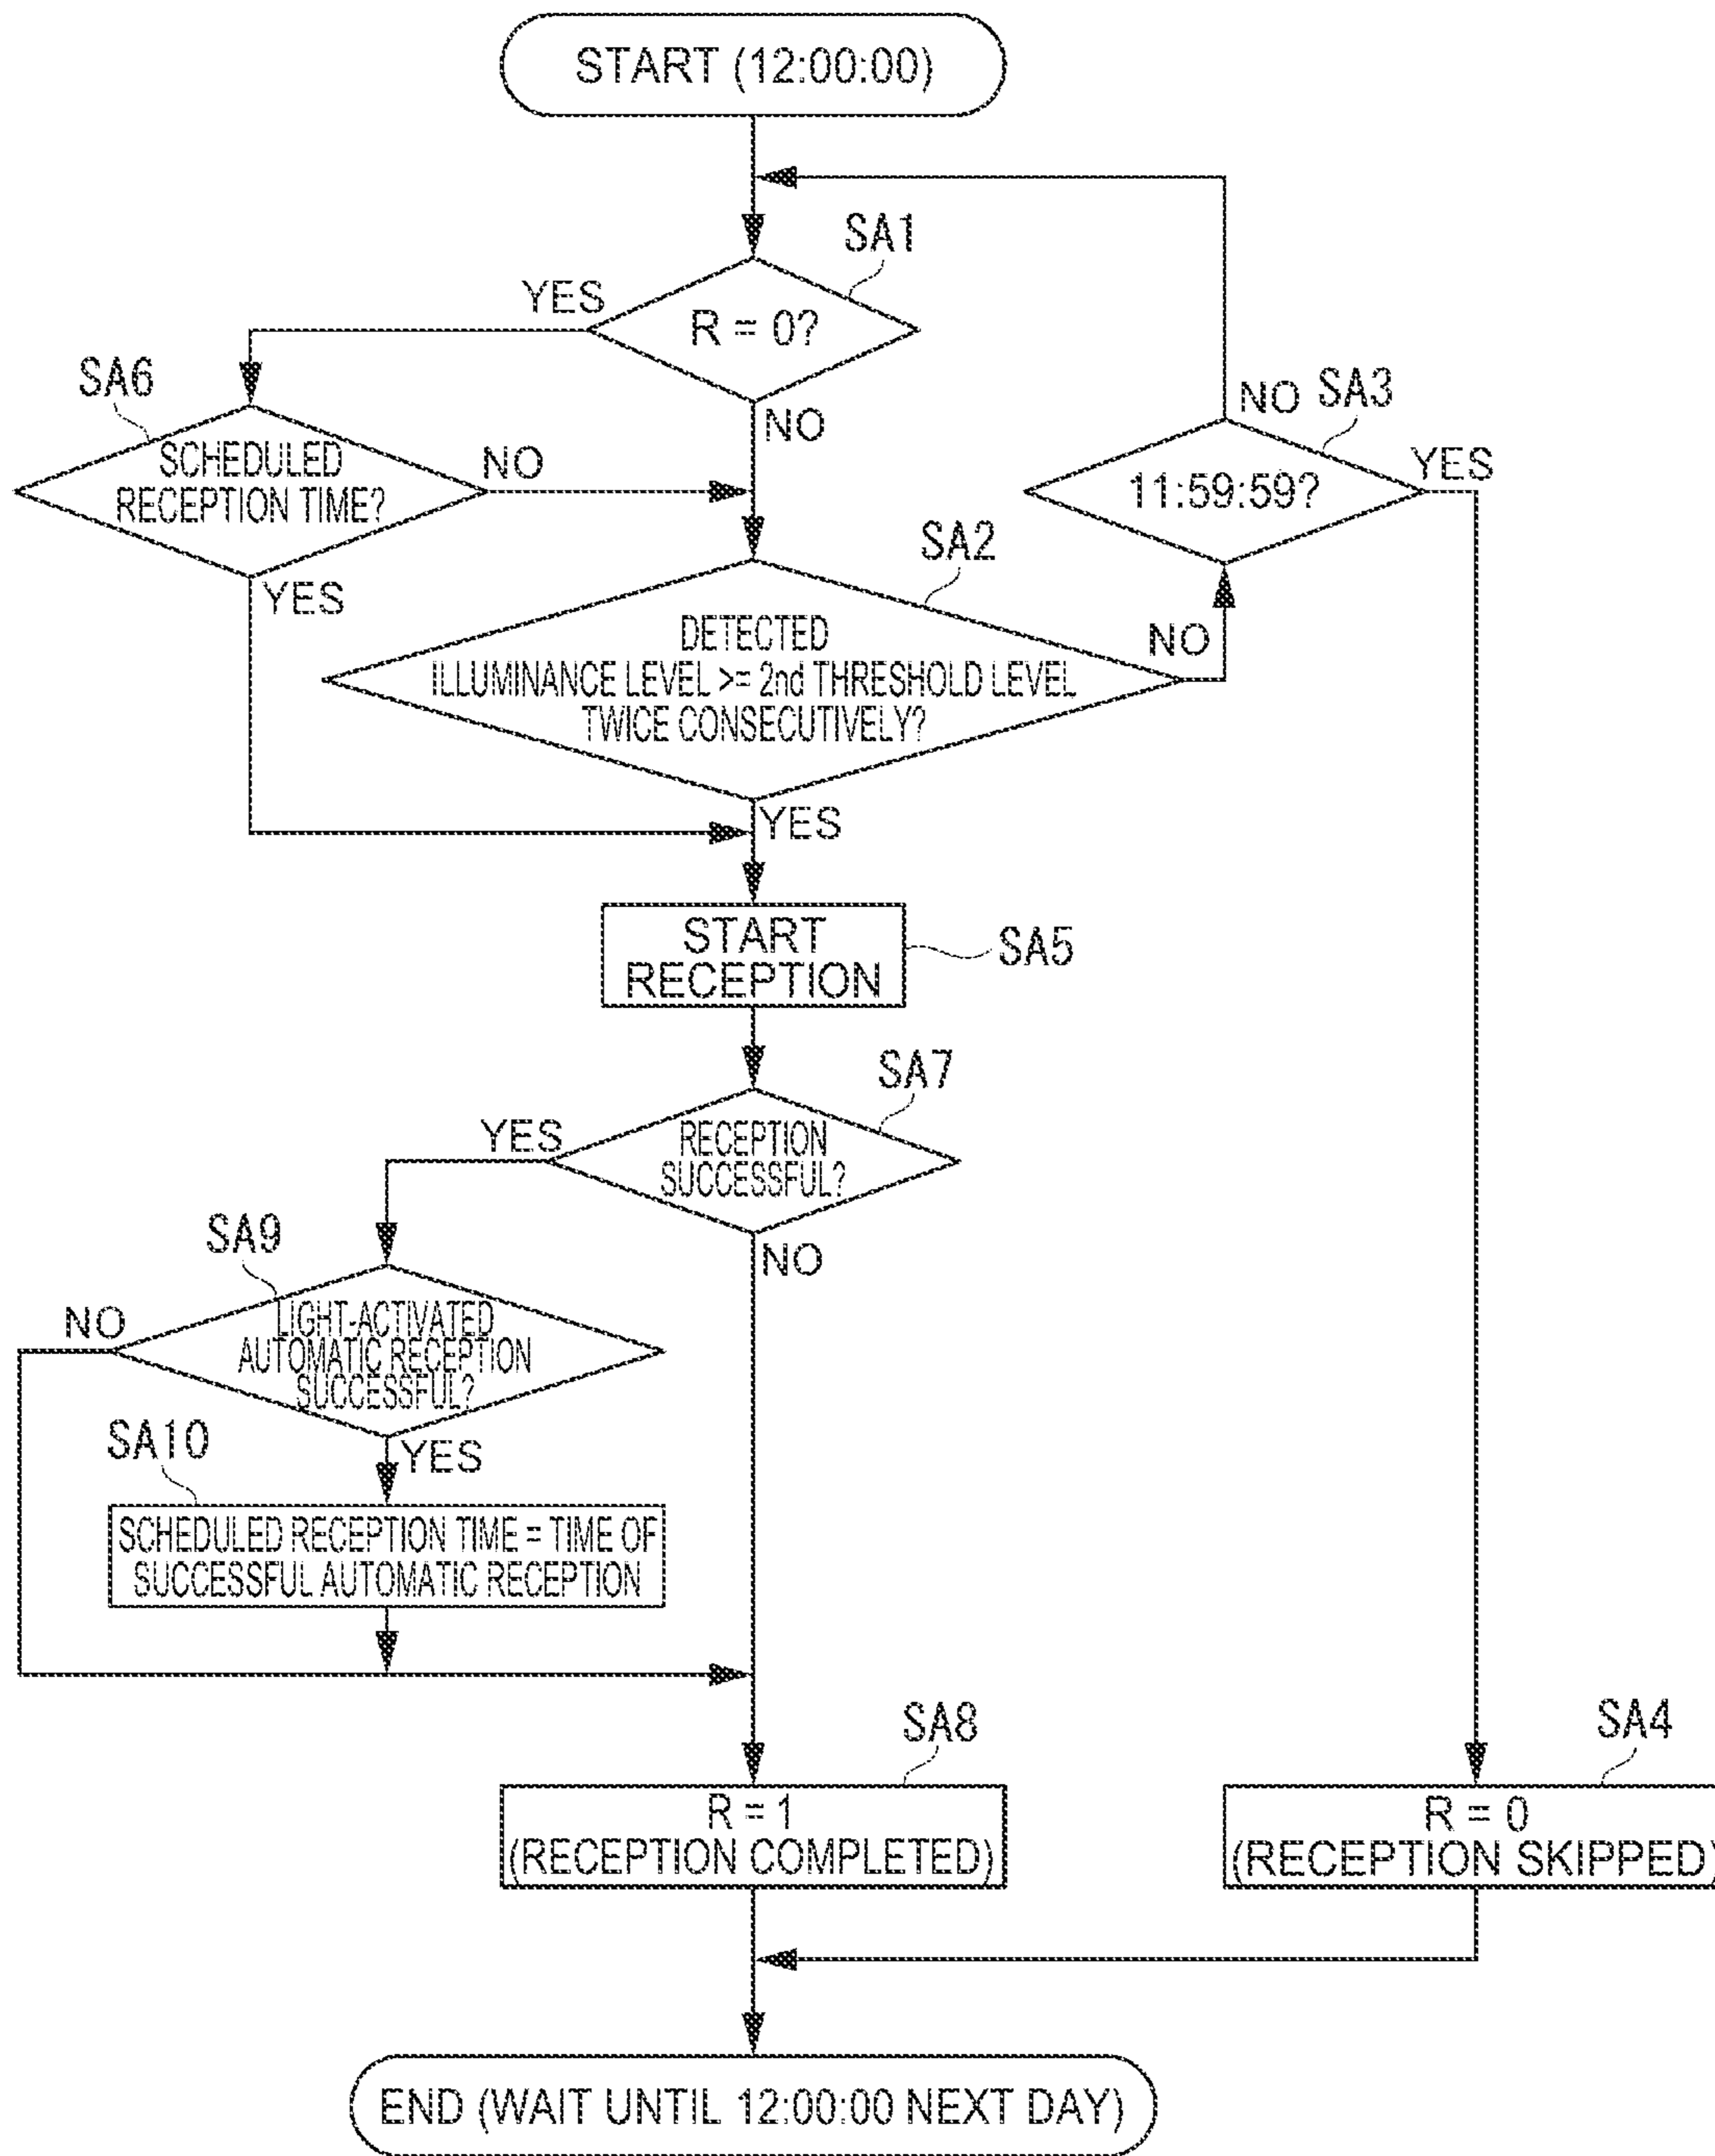 START (12:00:00)
SA1
YES
R = 0?
NO
SA6
SCHEDULED
RECEPTION TIME?
NO
YES
NO
SA3
11:59:59?
YES
SA2
DETECTED
ILLUMINANCE LEVEL >= 2nd THRESHOLD LEVEL
TWICE CONSECUTIVELY?
NO
YES
START
RECEPTION
SA5
SA7
YES
RECEPTION
SUCCESSFUL?
NO
SA9
NO
LIGHT-ACTIVATED
AUTOMATIC RECEPTION
SUCCESSFUL?
YES
SA10
SCHEDULED RECEPTION TIME = TIME OF
SUCCESSFUL AUTOMATIC RECEPTION
SA8
R = 1
(RECEPTION COMPLETED)
SA4
R = 0
(RECEPTION SKIPPED)
END (WAIT UNTIL 12:00:00 NEXT DAY)